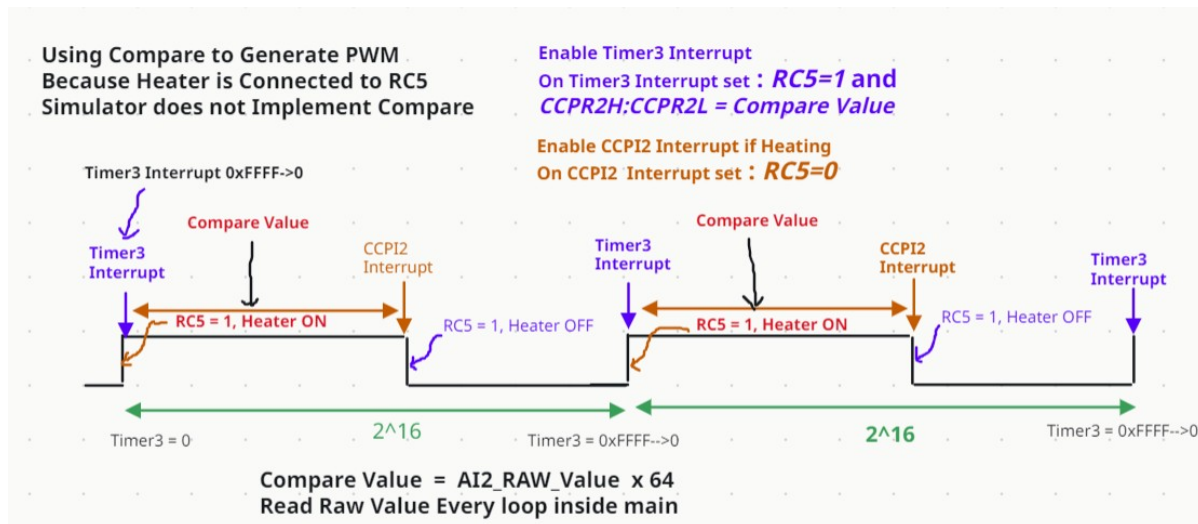 Using Compare to Generate PWM
Because Heater is Connected to RC5
Simulator does not Implement Compare
Enable Timer3 Interrupt
On Timer3 Interrupt set : RC5=1 and
CCPR2H:CCPR2L = Compare Value
Enable CCPI2 Interrupt if Heating
On CCPI2 Interrupt set : RC5=0
Timer3 Interrupt 0xFFFF->0
Compare Value
Timer3
Interrupt
CCPI2
Interrupt
RC5 = 1, Heater ON
RC5 = 1, Heater OFF
Timer3
Interrupt
Compare Value
CCPI2
Interrupt
RC5 = 1, Heater ON
RC5 = 1, Heater OFF
Timer3
Interrupt
Timer3 = 0
2^16
Timer3 = 0xFFFF-->0
2^16
Timer3 = 0xFFFF-->0
Compare Value = AI2_RAW_Value x 64
Read Raw Value Every loop inside main